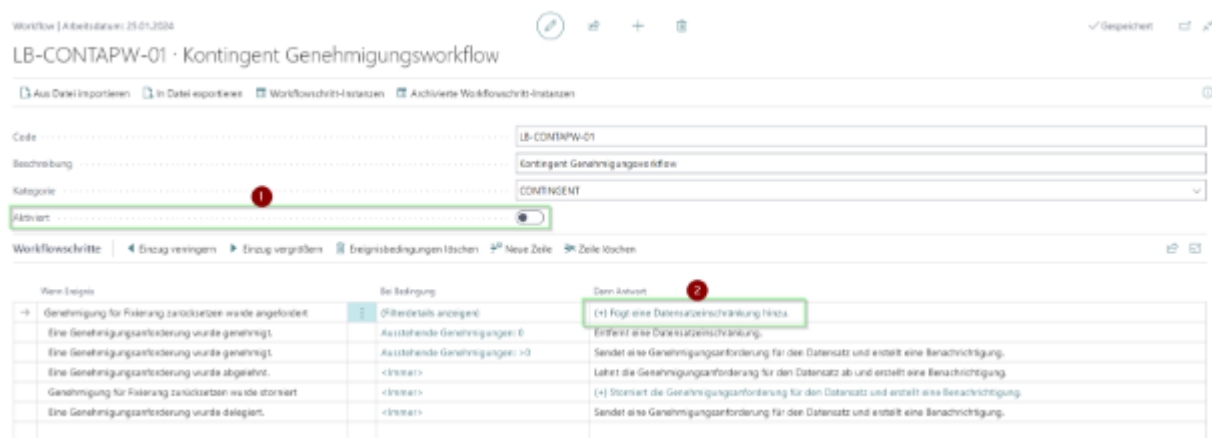 Workflow | Arbeitsdatum: 25.01.2024
✓ Gespeichert
LB-CONTAPW-01 · Kontingent Genehmigungsworkflow
Aus Datei importieren In Datei exportieren Workflowschritt-Instanzen Archivierte Workflowschritt-Instanzen
Code LB-CONTAPW-01
Beschreibung Kontingent Genehmigungsworkflow
Kategorie CONTINGENT
1
Aktiviert
Workflowschritte Einzug verringern Einzug vergrößern Ereignisbedingungen löschen Neue Zeile Zeile löschen
Wenn Ereignis Bei Bedingung Dann Antwort 2
Genehmigung für Fixierung zurücksetzen wurde angefordert (Filterdetails anzeigen) (+) Fügt eine Datensatzeinschränkung hinzu.
Eine Genehmigungsanforderung wurde genehmigt. Ausstehende Genehmigungen: 0 Entfernt eine Datensatzeinschränkung.
Eine Genehmigungsanforderung wurde genehmigt. Ausstehende Genehmigungen: >0 Sendet eine Genehmigungsanforderung für den Datensatz und erstellt eine Benachrichtigung.
Eine Genehmigungsanforderung wurde abgelehnt. <Immer> Lehnt die Genehmigungsanforderung für den Datensatz ab und erstellt eine Benachrichtigung.
Genehmigung für Fixierung zurücksetzen wurde storniert <Immer> (+) Storniert die Genehmigungsanforderung für den Datensatz und erstellt eine Benachrichtigung.
Eine Genehmigungsanforderung wurde delegiert. <Immer> Sendet eine Genehmigungsanforderung für den Datensatz und erstellt eine Benachrichtigung.